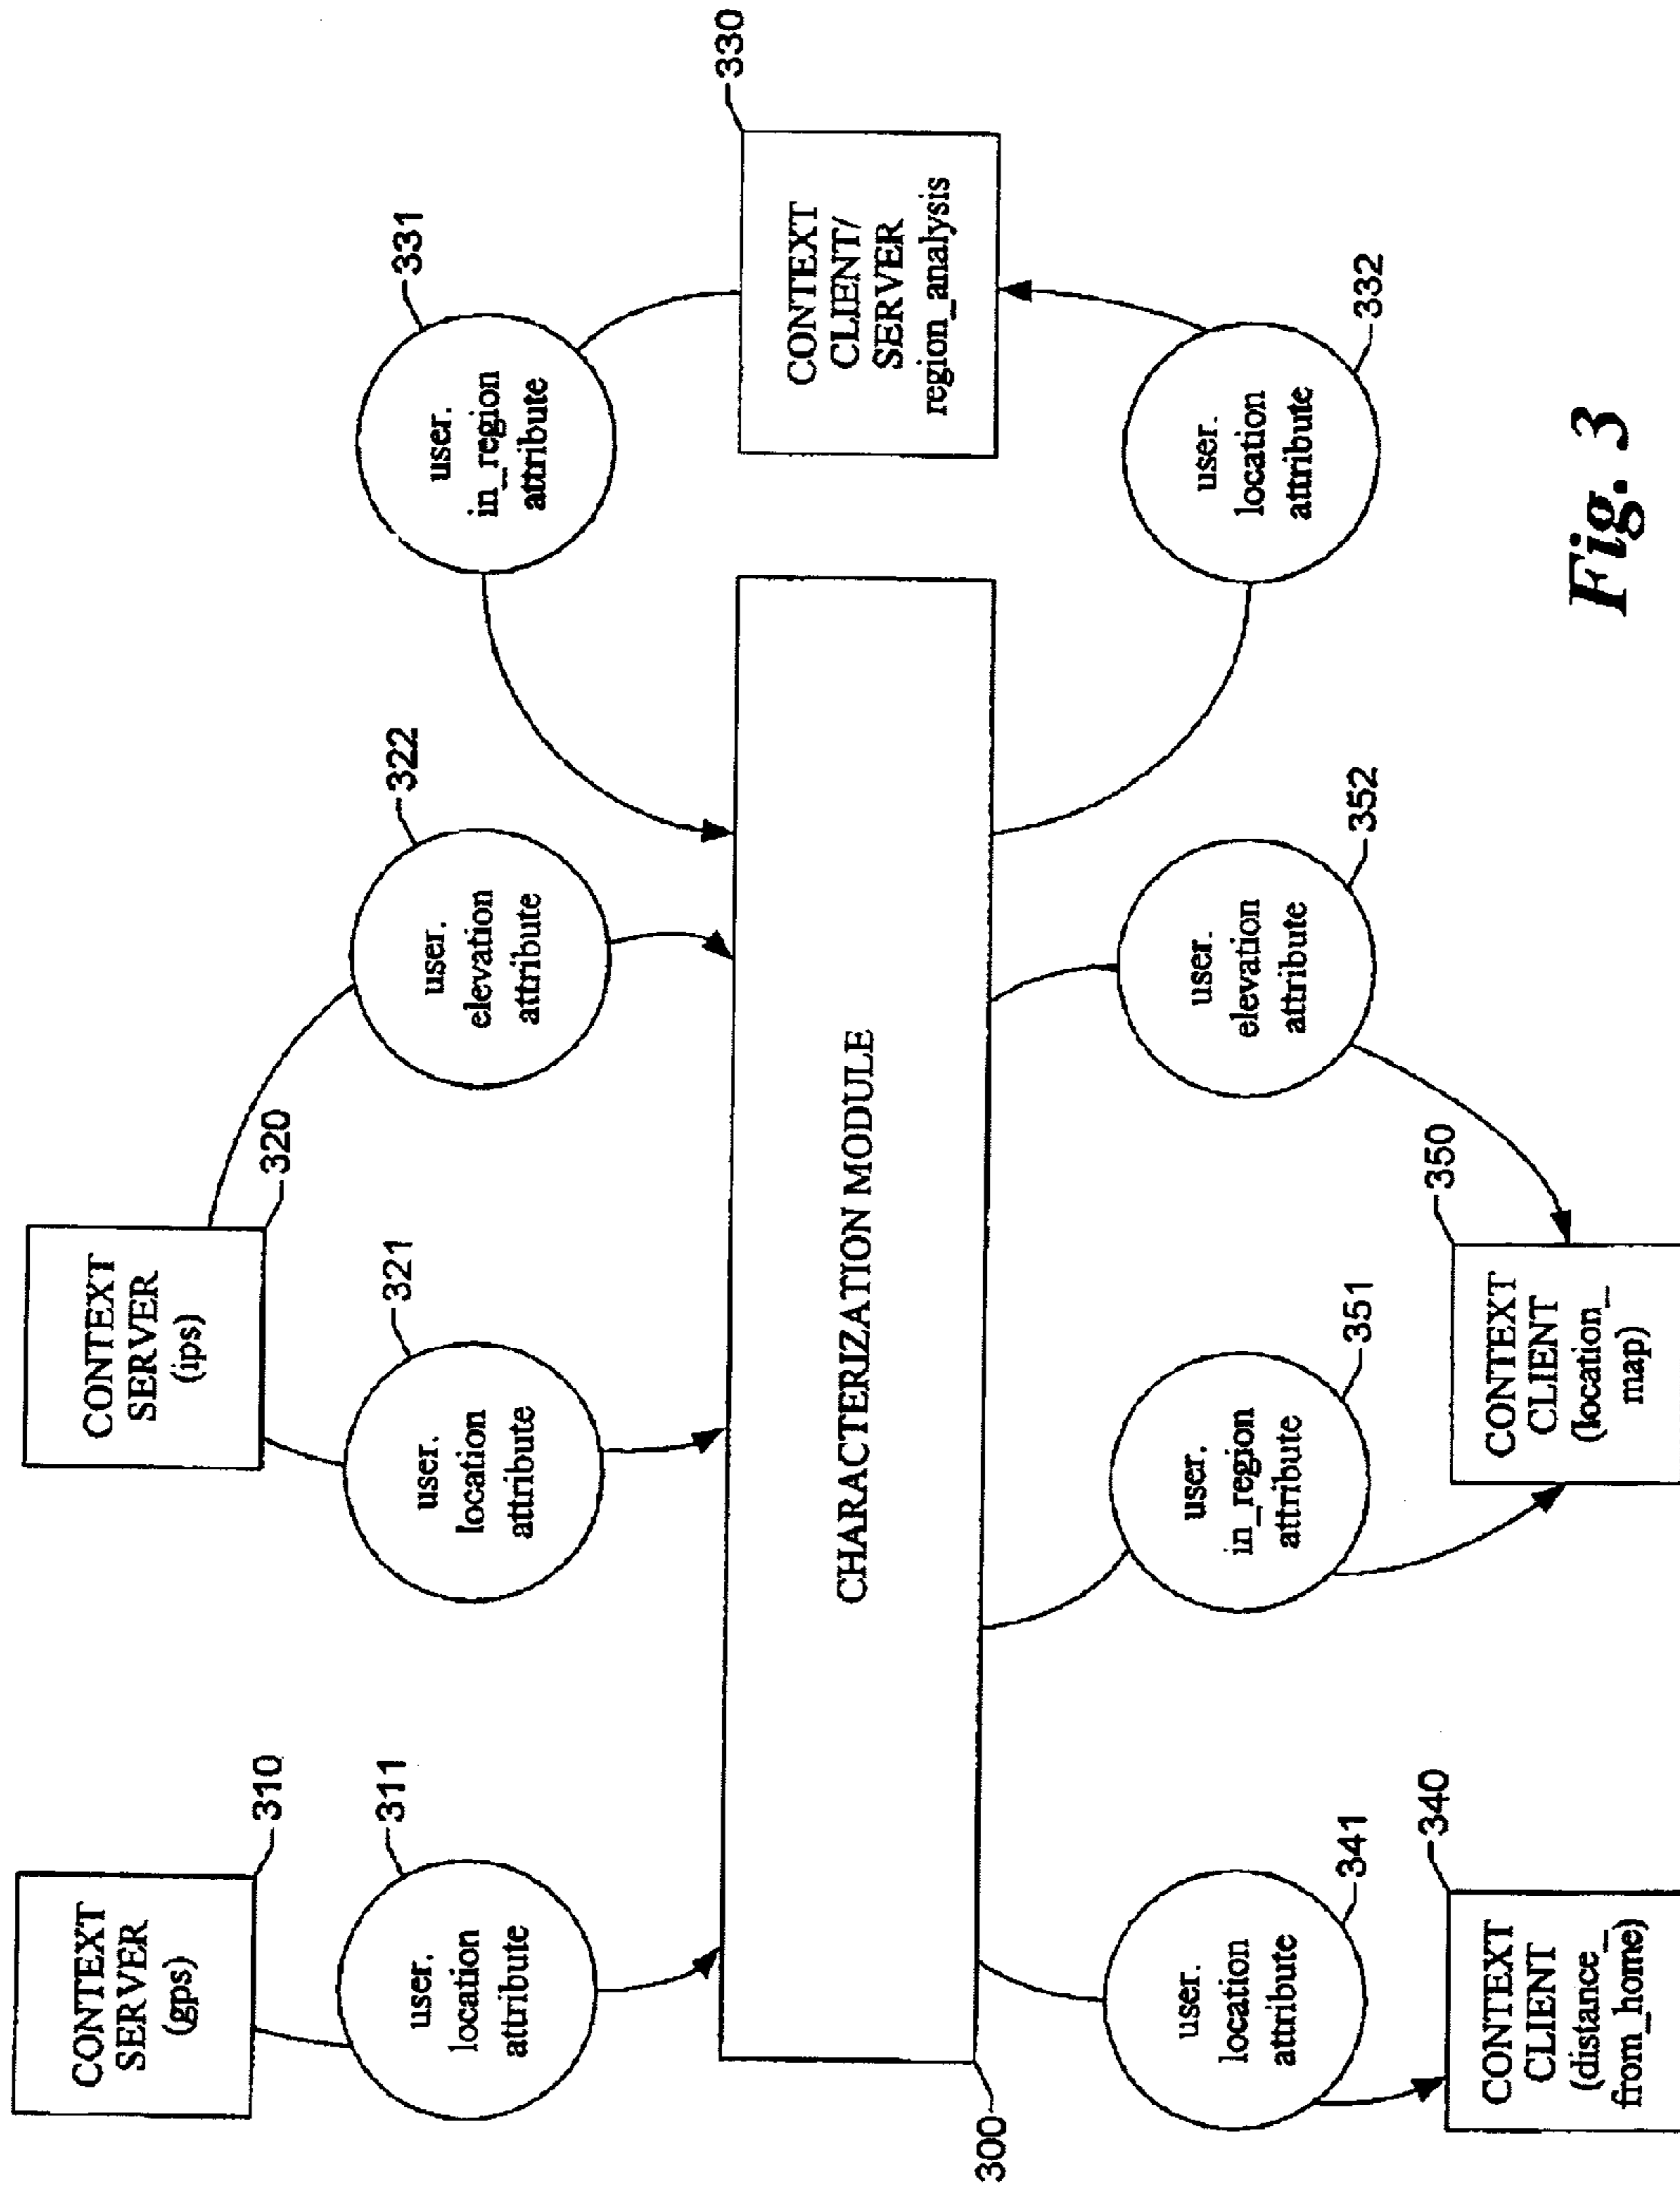 CONTEXT
SERVER
(gps)
310
user.
location
attribute
311
CONTEXT
SERVER
(ips)
320
user.
location
attribute
321
user.
elevation
attribute
322
user.
in_region
attribute
331
CONTEXT
CLIENT/
SERVER
region_analysis
330
CHARACTERIZATION MODULE
300
user.
location
attribute
341
CONTEXT
CLIENT
(distance_
from_home)
340
user.
in_region
attribute
351
CONTEXT
CLIENT
(location_
map)
350
user.
elevation
attribute
352
user.
location
attribute
332
Fig. 3